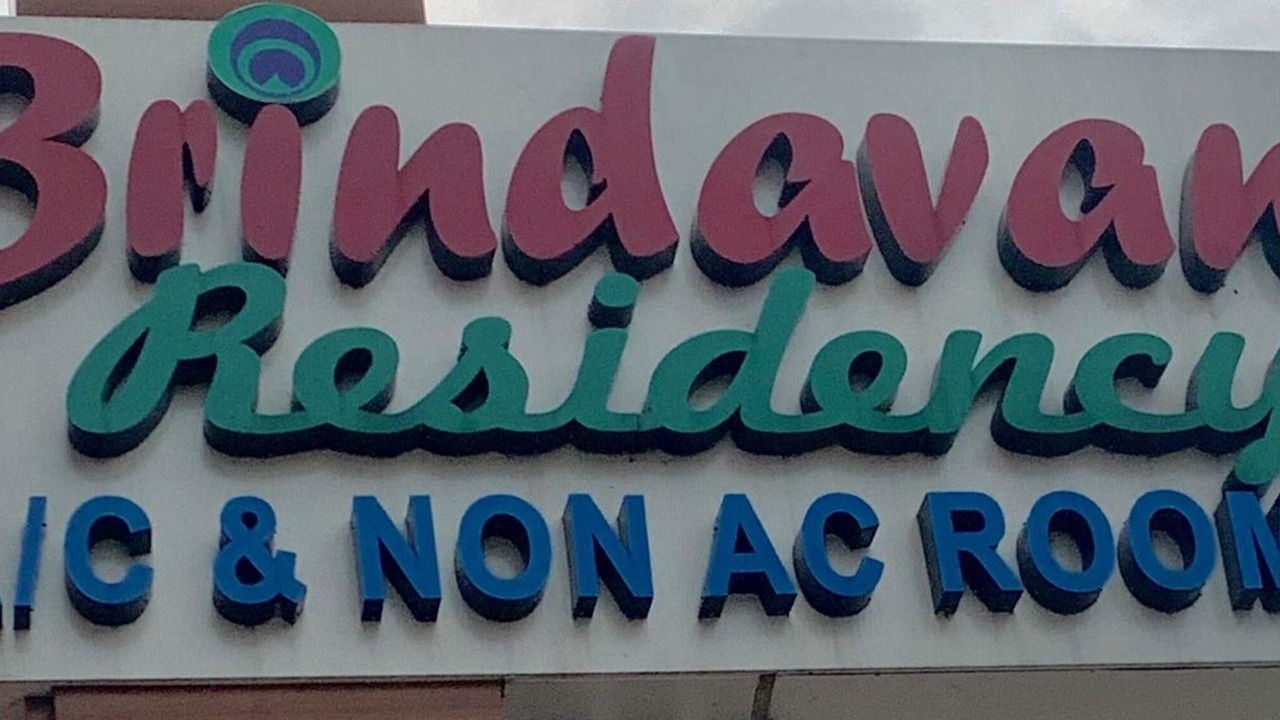 Brindavan
Residency
A/C & NON AC ROOM